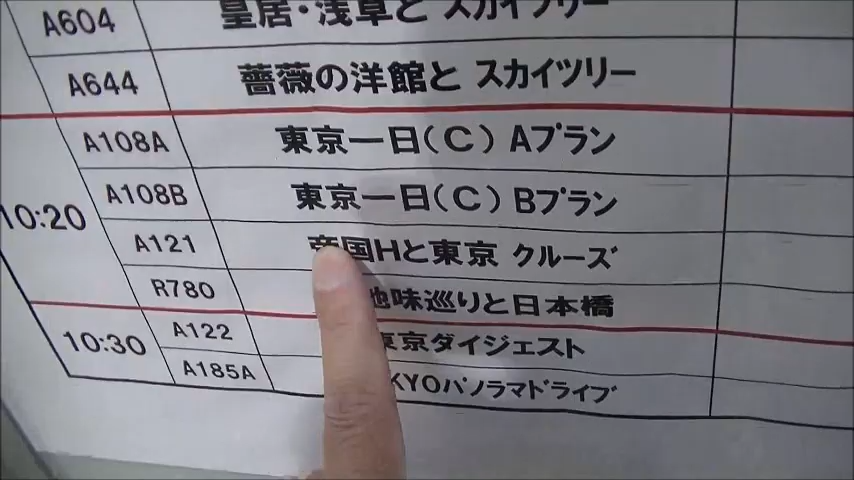 A604 皇居・浅草と スカイツリー
A644 薔薇の洋館と スカイツリー
10:20
A108A 東京一日(C) Aプラン
A108B 東京一日(C) Bプラン
A121 帝国Hと東京 クルーズ
R780 地味巡りと日本橋
10:30
A122 東京ダイジェスト
A185A KYOパノラマドライブ